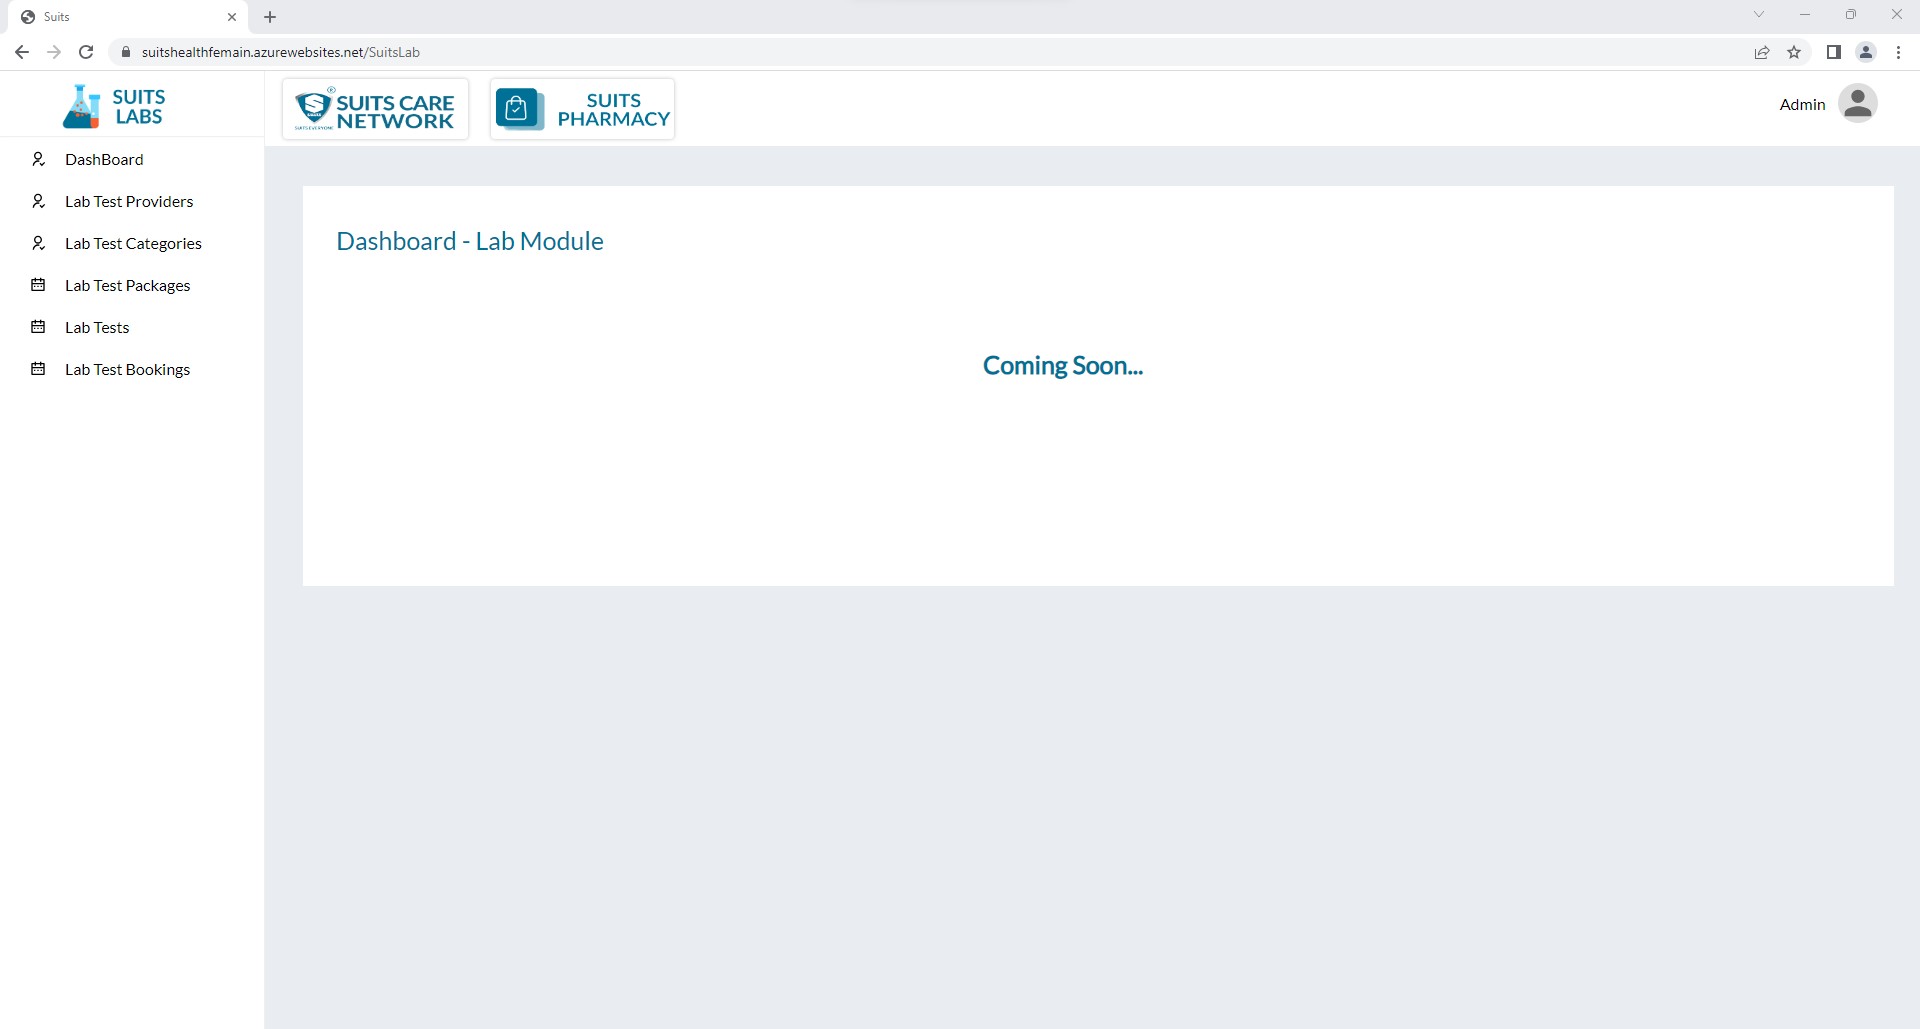 Suits
suitshealthfemain.azurewebsites.net/SuitsLab
SUITS
LABS
SUITS CARE
NETWORK
SUITS
PHARMACY
Admin
DashBoard
Lab Test Providers
Lab Test Categories
Lab Test Packages
Lab Tests
Lab Test Bookings
Dashboard - Lab Module
Coming Soon...